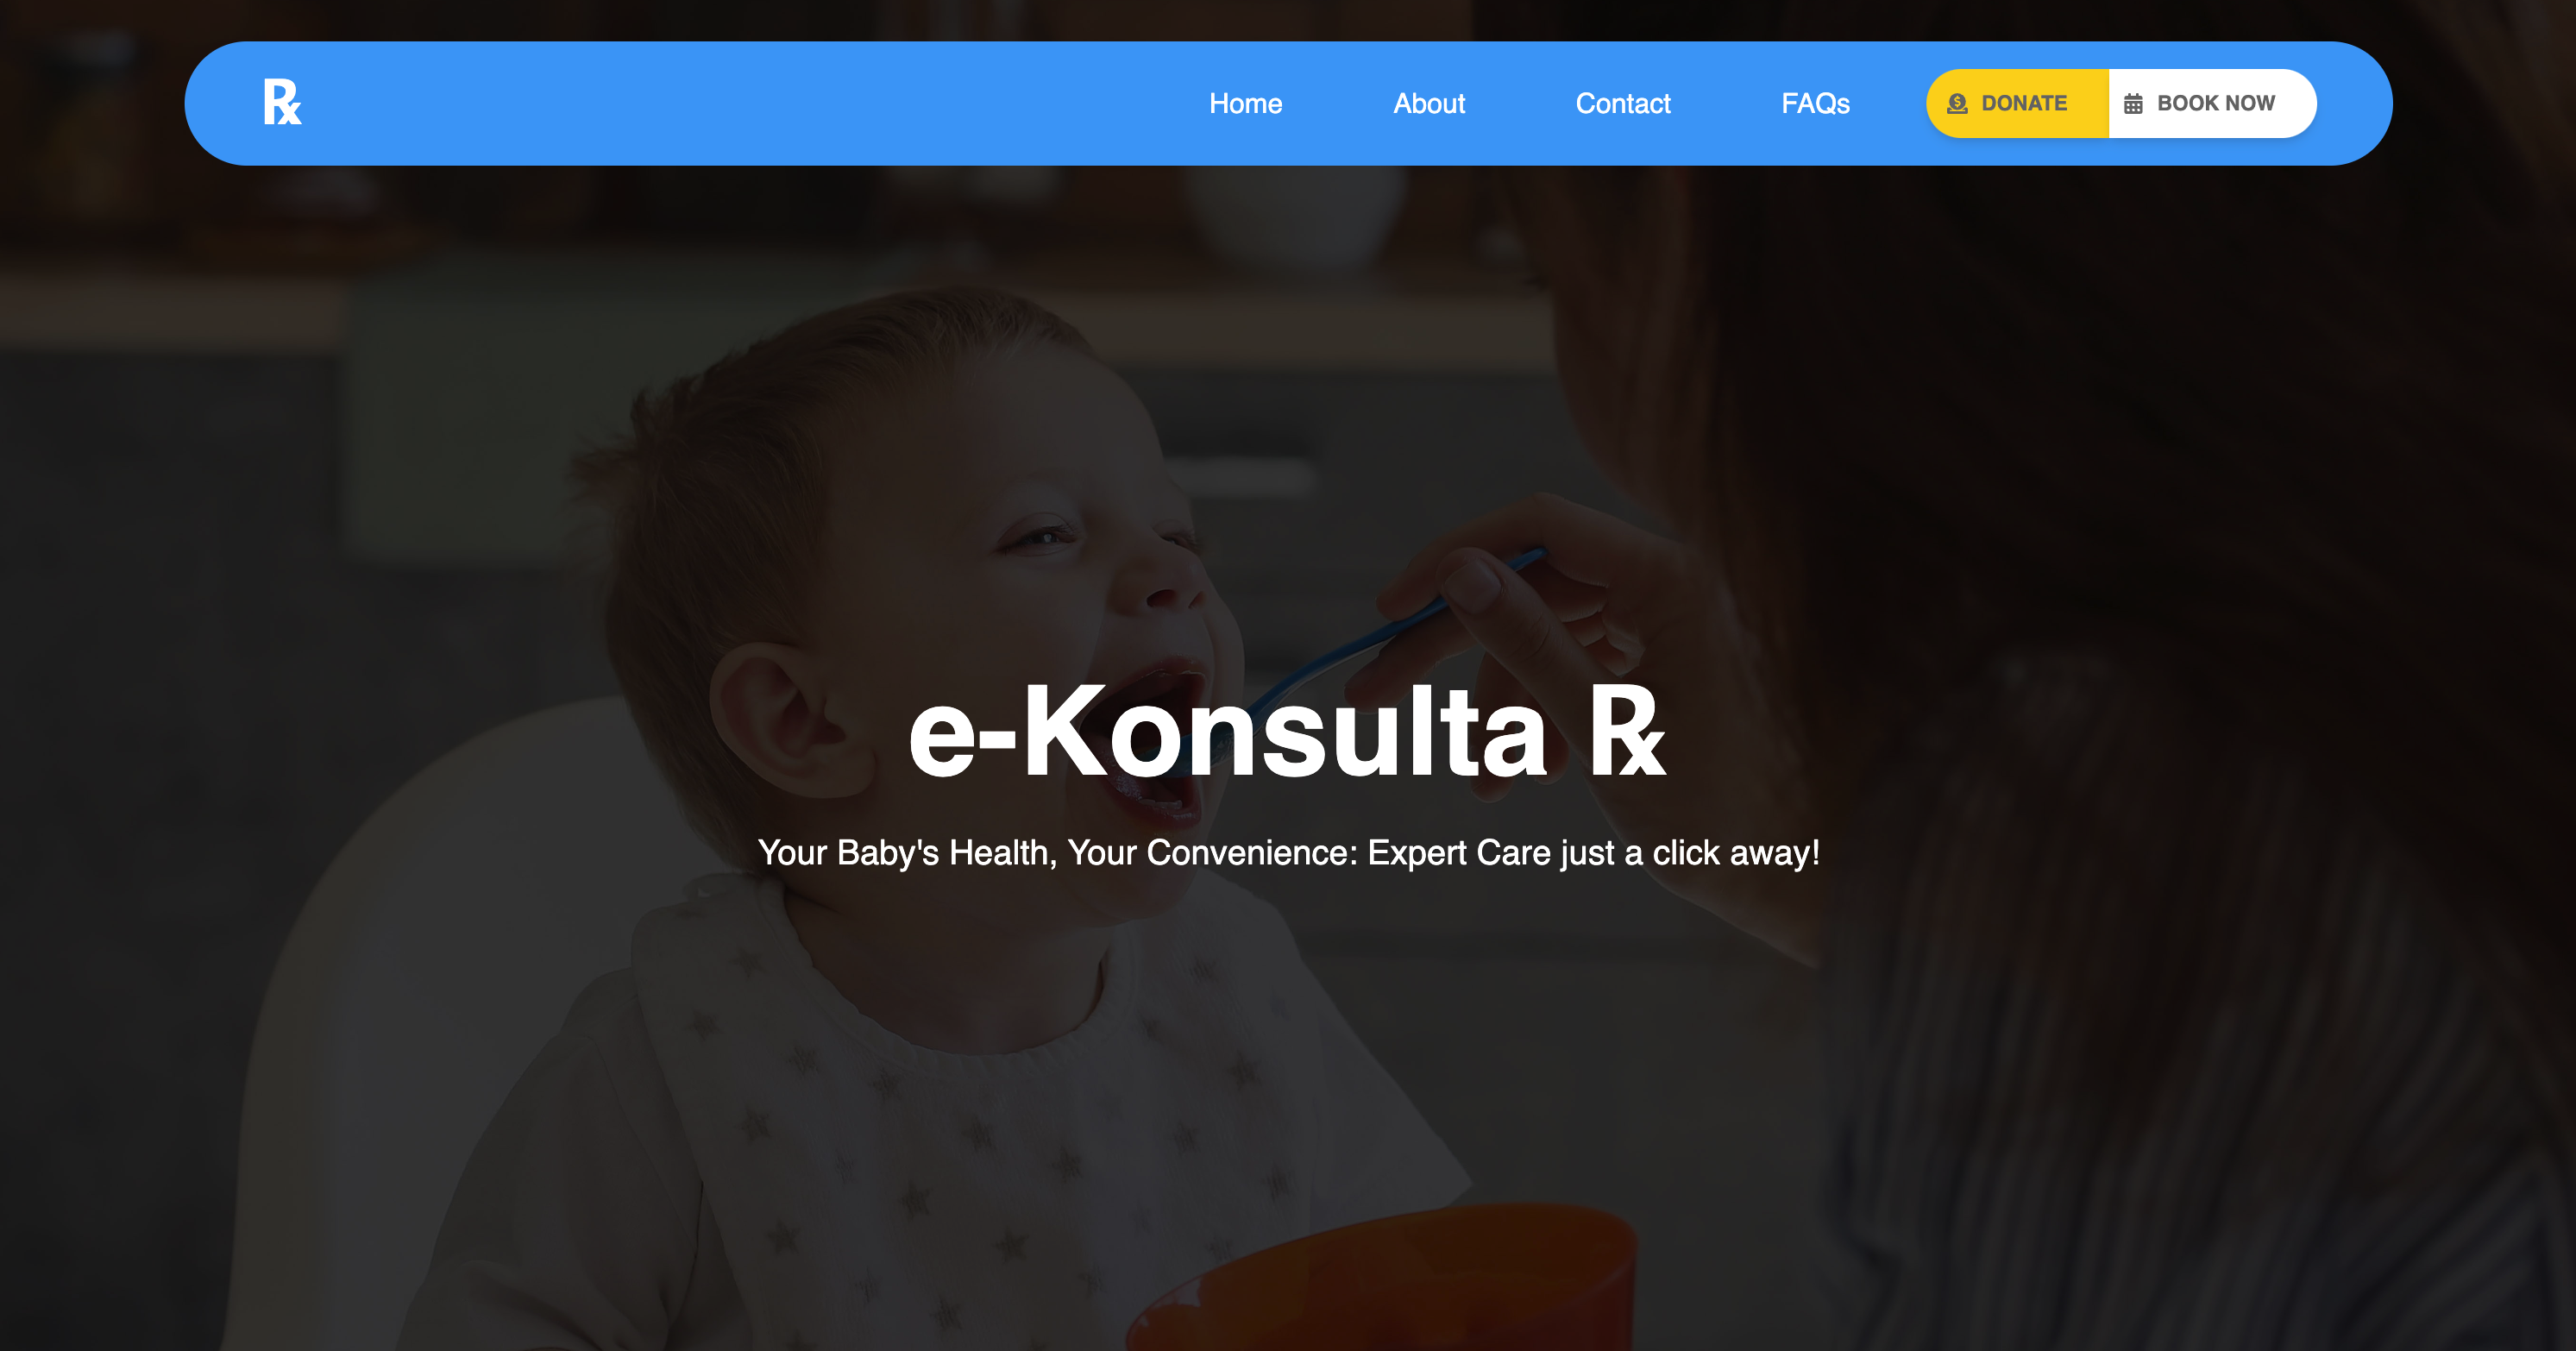 ℞ Home About Contact FAQs DONATE BOOK NOW
e-Konsulta ℞
Your Baby's Health, Your Convenience: Expert Care just a click away!